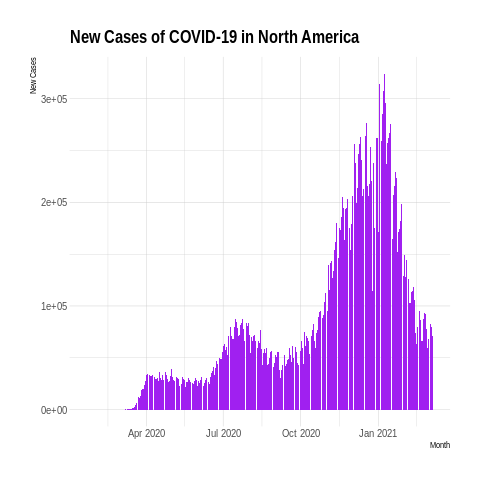 New Cases of COVID-19 in North America
New Cases
3e+05
2e+05
1e+05
0e+00
Apr 2020 Jul 2020 Oct 2020 Jan 2021
Month